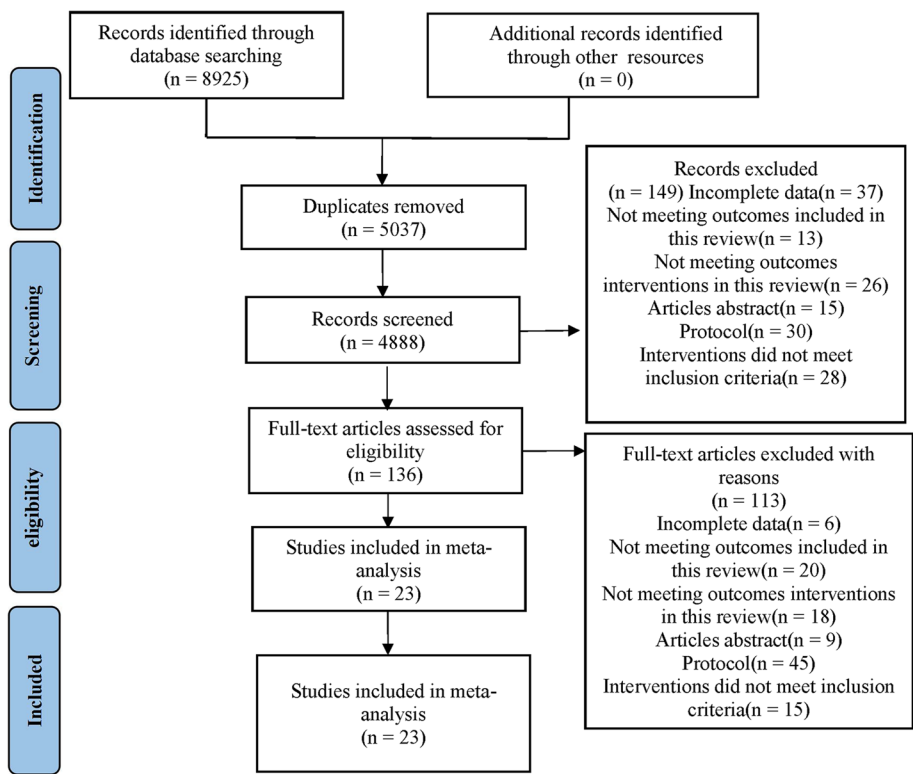 Records identified through
database searching
(n = 8925)
Additional records identified
through other resources
(n = 0)
Identification
Duplicates removed
(n = 5037)
Records excluded
(n = 149) Incomplete data(n = 37)
Not meeting outcomes included in
this review(n = 13)
Not meeting outcomes
interventions in this review(n = 26)
Articles abstract(n = 15)
Protocol(n = 30)
Interventions did not meet
inclusion criteria(n = 28)
Screening
Records screened
(n = 4888)
eligibility
Full-text articles assessed for
eligibility
(n = 136)
Full-text articles excluded with
reasons
(n = 113)
Incomplete data(n = 6)
Not meeting outcomes included in
this review(n = 20)
Not meeting outcomes interventions
in this review(n = 18)
Articles abstract(n = 9)
Protocol(n = 45)
Interventions did not meet inclusion
criteria(n = 15)
Studies included in meta-
analysis
(n = 23)
Included
Studies included in meta-
analysis
(n = 23)